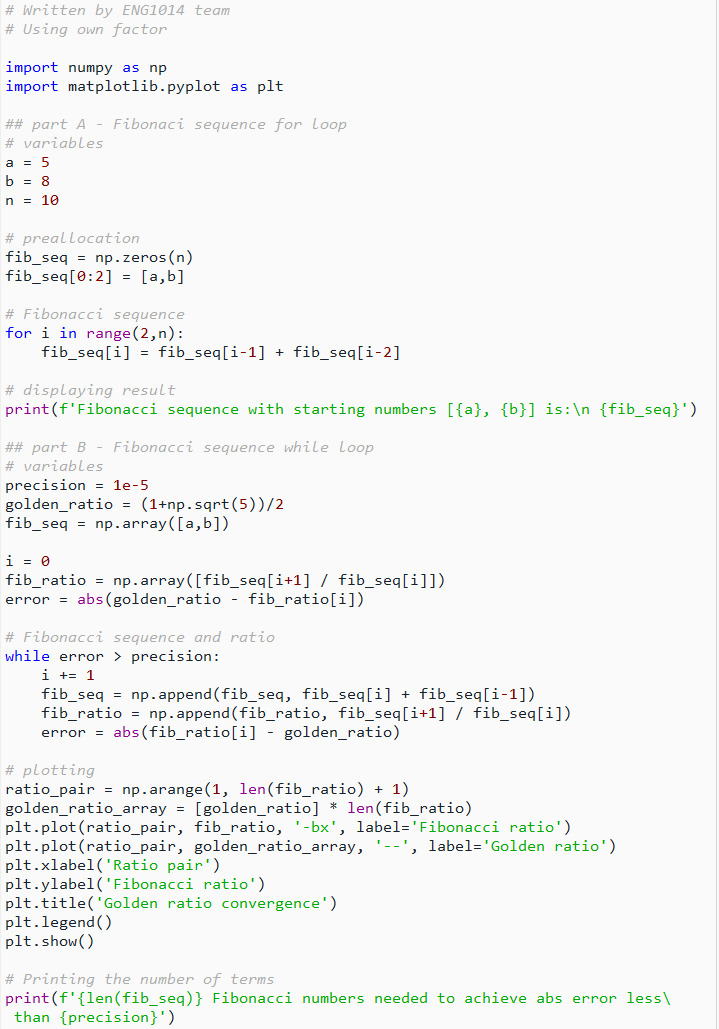 # Written by ENG1014 team
# Using own factor

import numpy as np
import matplotlib.pyplot as plt

## part A - Fibonaci sequence for loop
# variables
a = 5
b = 8
n = 10

# preallocation
fib_seq = np.zeros(n)
fib_seq[0:2] = [a,b]

# Fibonacci sequence
for i in range(2,n):
    fib_seq[i] = fib_seq[i-1] + fib_seq[i-2]

# displaying result
print(f'Fibonacci sequence with starting numbers [{a}, {b}] is:\n {fib_seq}')

## part B - Fibonacci sequence while loop
# variables
precision = 1e-5
golden_ratio = (1+np.sqrt(5))/2
fib_seq = np.array([a,b])

i = 0
fib_ratio = np.array([fib_seq[i+1] / fib_seq[i]])
error = abs(golden_ratio - fib_ratio[i])

# Fibonacci sequence and ratio
while error > precision:
    i += 1
    fib_seq = np.append(fib_seq, fib_seq[i] + fib_seq[i-1])
    fib_ratio = np.append(fib_ratio, fib_seq[i+1] / fib_seq[i])
    error = abs(fib_ratio[i] - golden_ratio)

# plotting
ratio_pair = np.arange(1, len(fib_ratio) + 1)
golden_ratio_array = [golden_ratio] * len(fib_ratio)
plt.plot(ratio_pair, fib_ratio, '-bx', label='Fibonacci ratio')
plt.plot(ratio_pair, golden_ratio_array, '--', label='Golden ratio')
plt.xlabel('Ratio pair')
plt.ylabel('Fibonacci ratio')
plt.title('Golden ratio convergence')
plt.legend()
plt.show()

# Printing the number of terms
print(f'{len(fib_seq)} Fibonacci numbers needed to achieve abs error less\
 than {precision}')